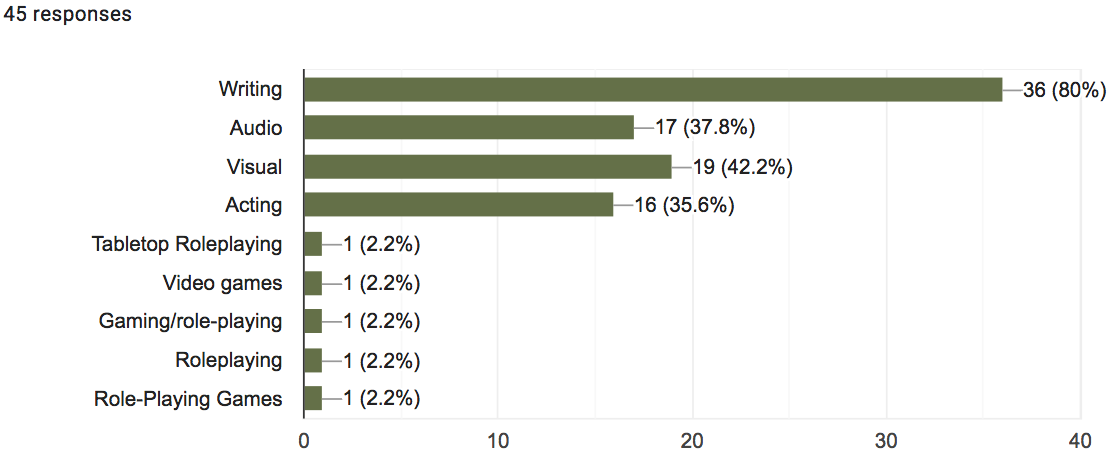 45 responses
Writing 36 (80%)
Audio 17 (37.8%)
Visual 19 (42.2%)
Acting 16 (35.6%)
Tabletop Roleplaying 1 (2.2%)
Video games 1 (2.2%)
Gaming/role-playing 1 (2.2%)
Roleplaying 1 (2.2%)
Role-Playing Games 1 (2.2%)
0 10 20 30 40